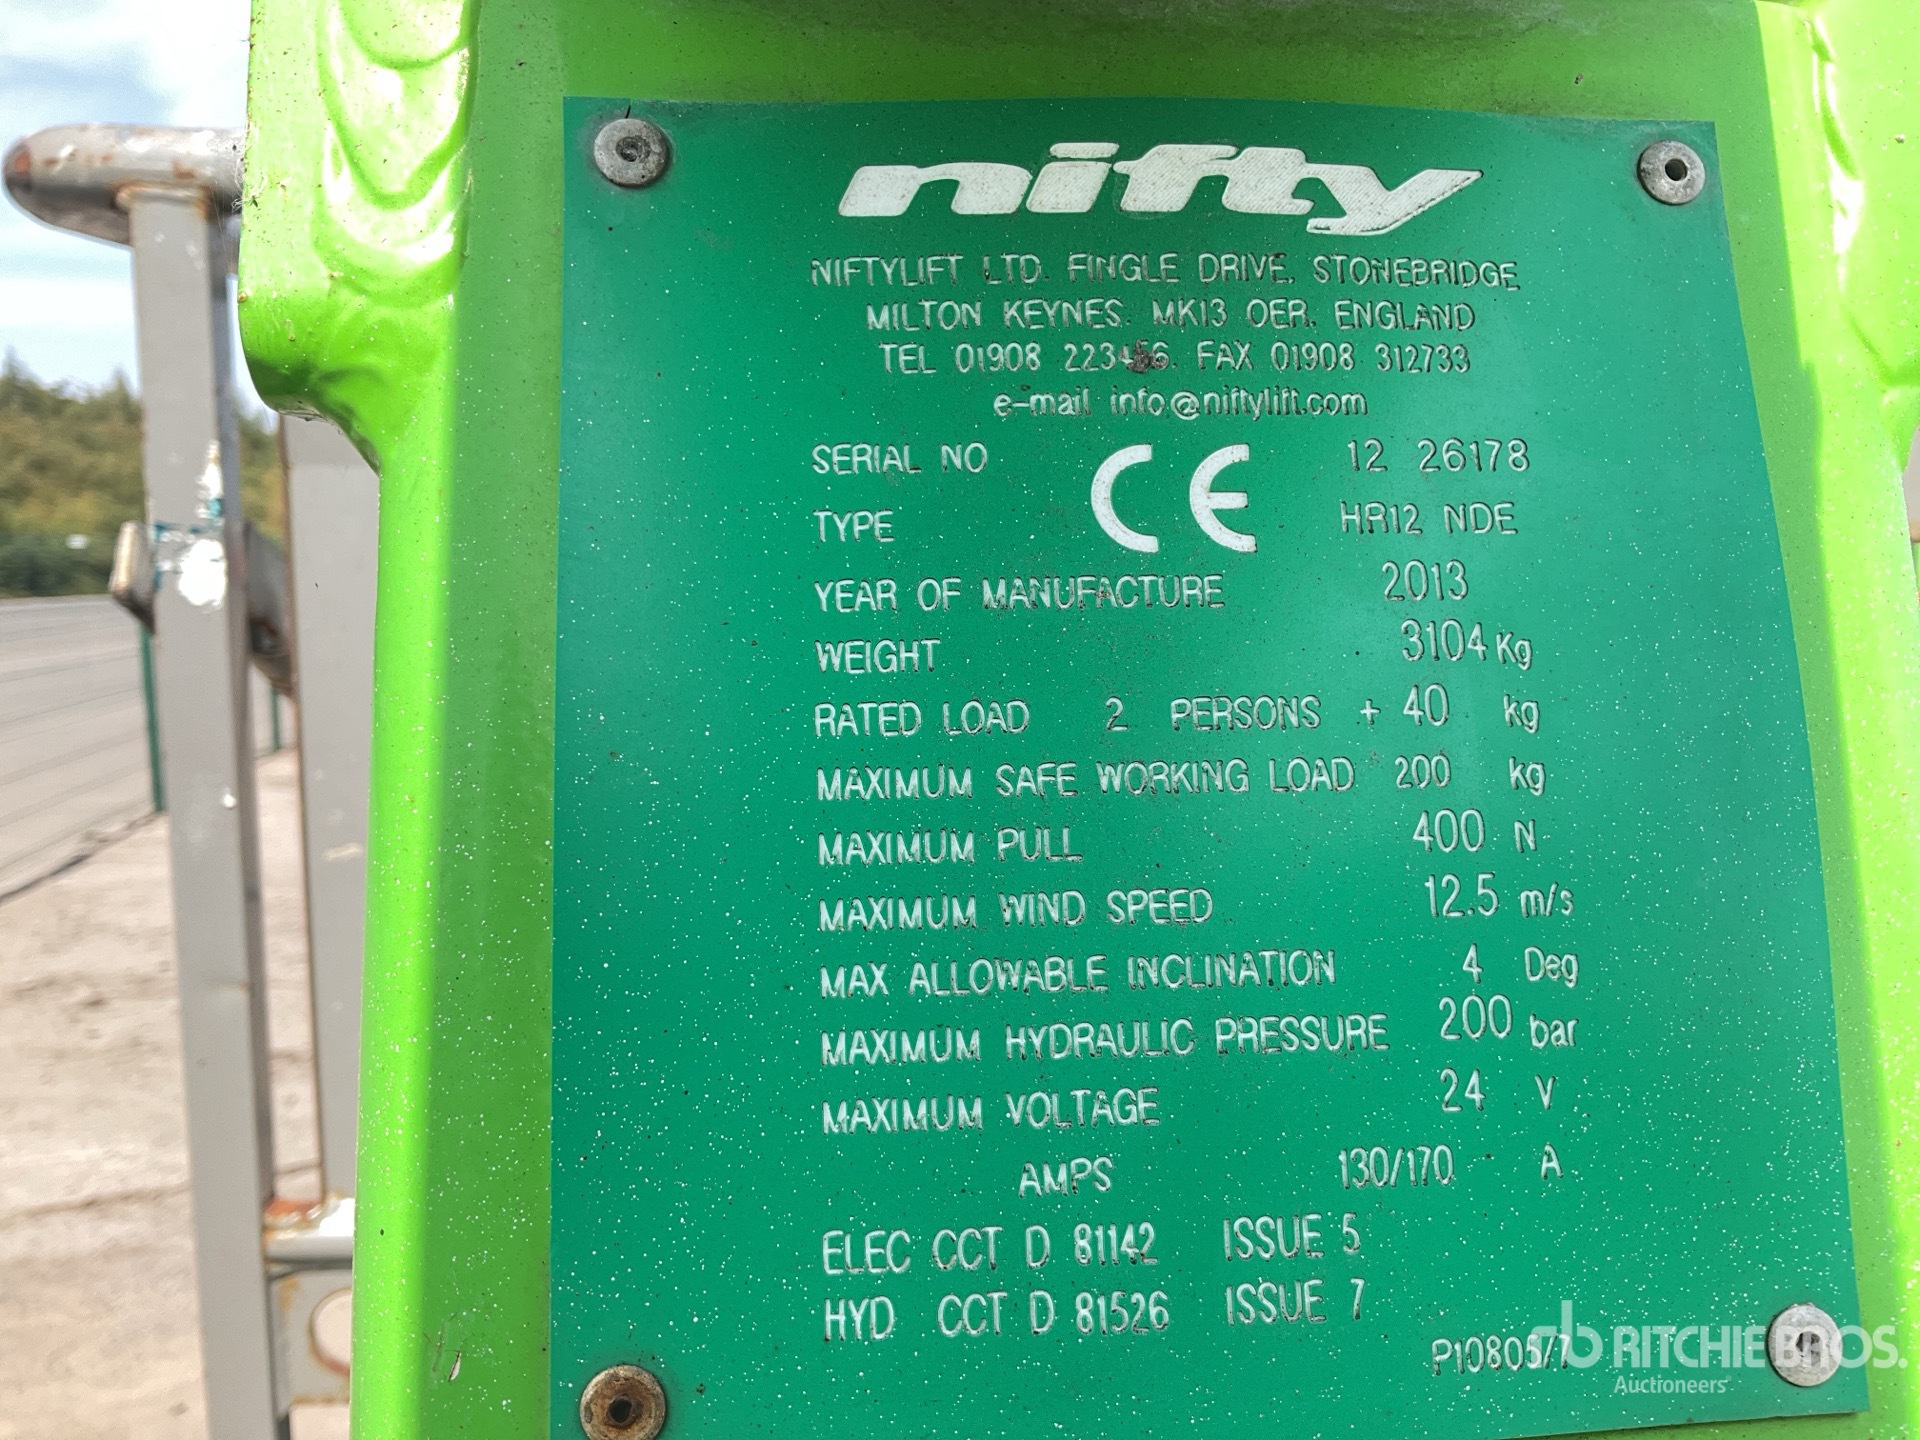 nifty
NIFTYLIFT LTD. FINGLE DRIVE, STONEBRIDGE
MILTON KEYNES. MK13 OER. ENGLAND
TEL 01908 223456. FAX 01908 312733
e-mail info@niftylift.com
SERIAL NO CE 12 26178
TYPE HR12 NDE
YEAR OF MANUFACTURE 2013
WEIGHT 3104 Kg
RATED LOAD 2 PERSONS + 40 kg
MAXIMUM SAFE WORKING LOAD 200 kg
MAXIMUM PULL 400 N
MAXIMUM WIND SPEED 12.5 m/s
MAX ALLOWABLE INCLINATION 4 Deg
MAXIMUM HYDRAULIC PRESSURE 200 bar
MAXIMUM VOLTAGE 24 V
AMPS 130/170 A
ELEC CCT D 81142 ISSUE 5
HYD CCT D 81526 ISSUE 7
P10805/7
rb RITCHIE BROS.
Auctioneers